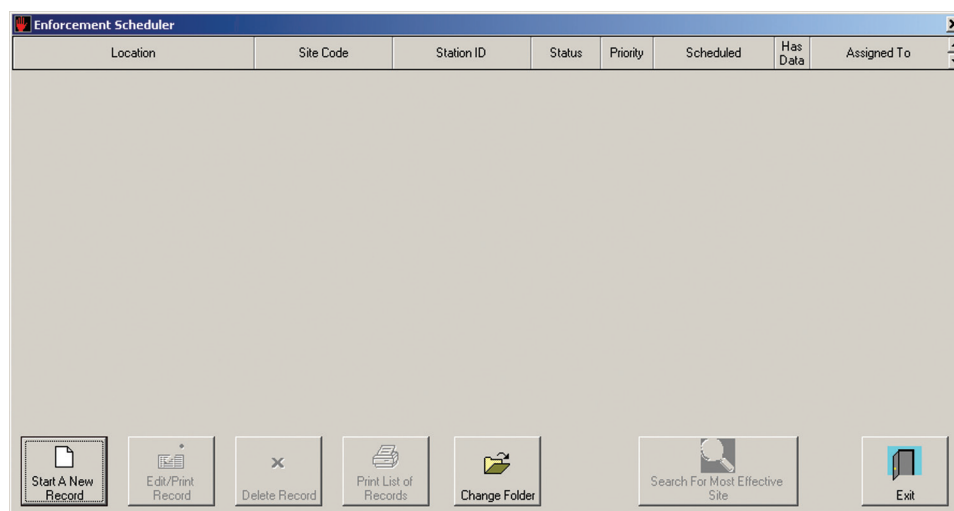 Enforcement Scheduler
Location Site Code Station ID Status Priority Scheduled Has Data Assigned To
Start A New
Record
Edit/Print
Record
Delete Record
Print List of
Records
Change Folder
Search For Most Effective
Site
Exit